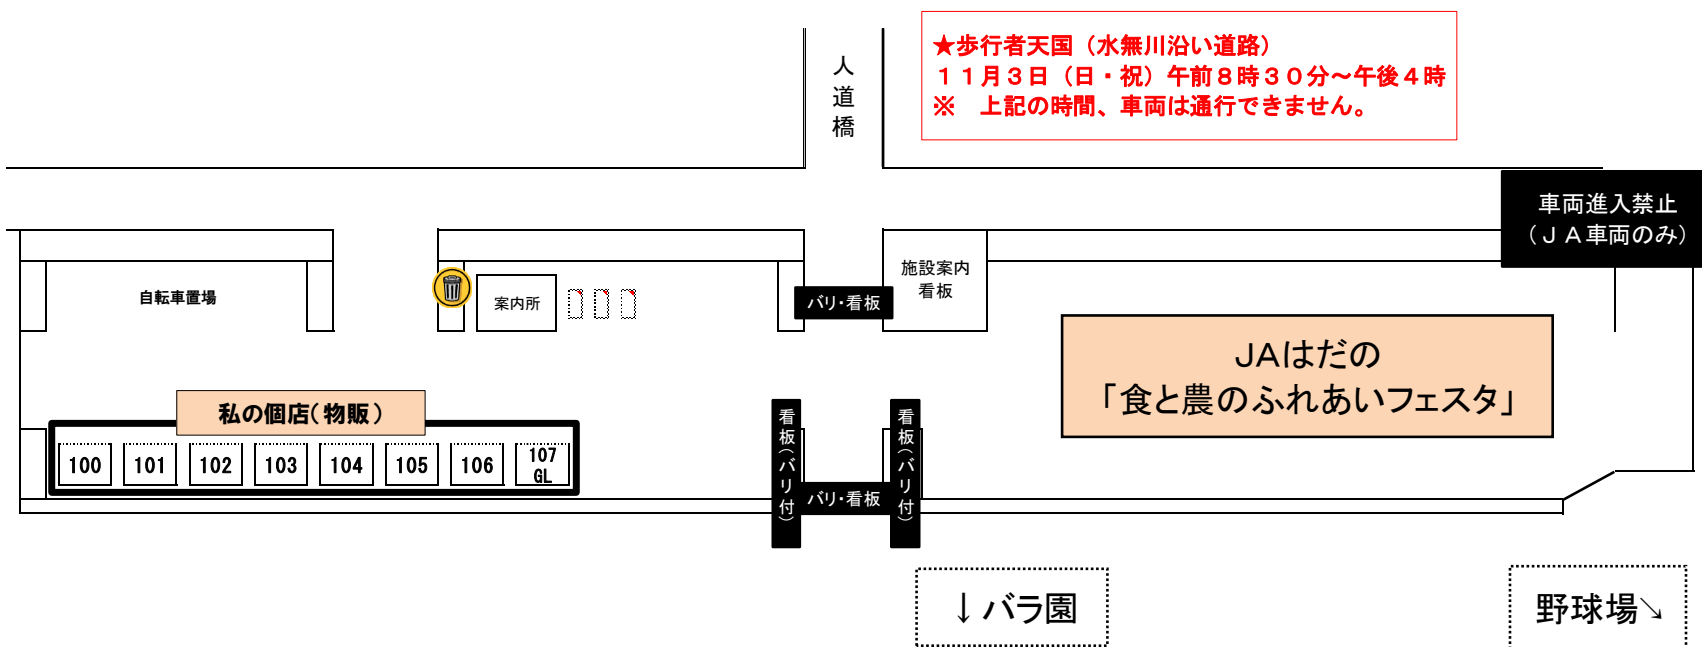 ★歩行者天国（水無川沿い道路）
１１月３日（日・祝）午前８時３０分～午後４時
※　上記の時間、車両は通行できません。
人道橋
車両進入禁止
（ＪＡ車両のみ）
施設案内
看板
自転車置場
案内所
バリ・看板
JAはだの
「食と農のふれあいフェスタ」
私の個店（物販）
100
101
102
103
104
105
106
107
GL
看板（バリ付）
バリ・看板
看板（バリ付）
↓バラ園
野球場↘